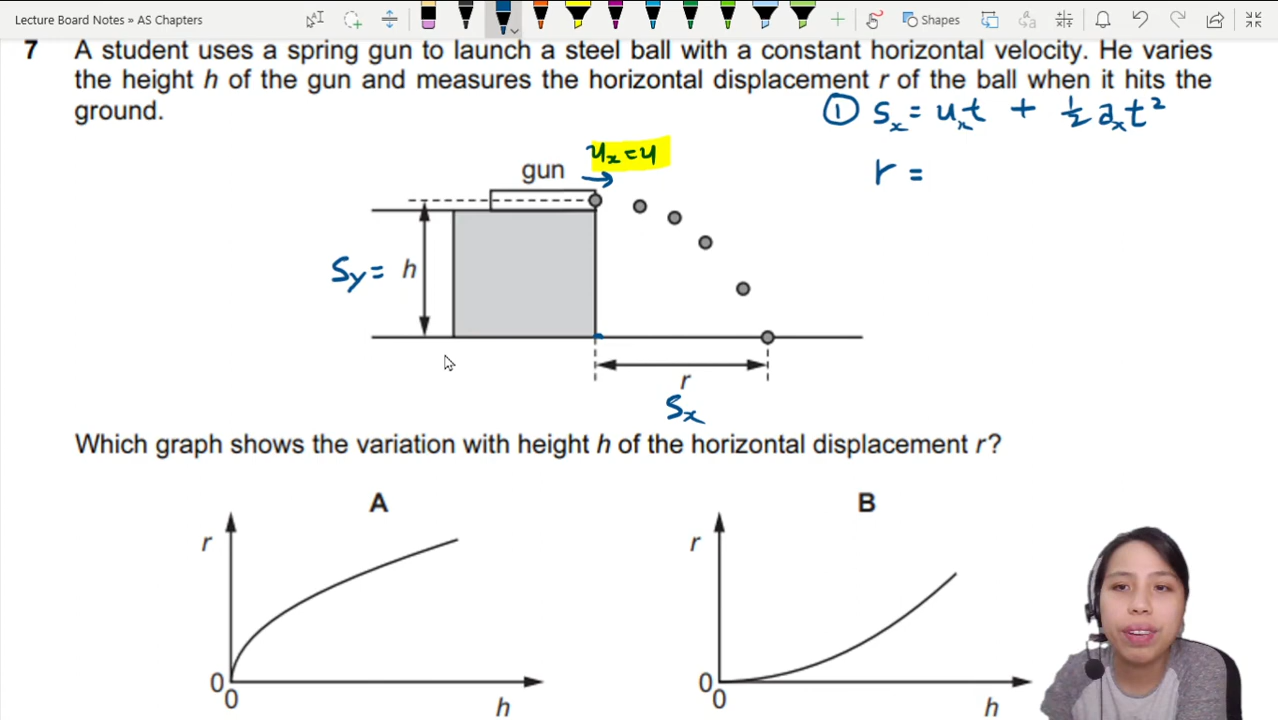 Lecture Board Notes » AS Chapters
Shapes
7 A student uses a spring gun to launch a steel ball with a constant horizontal velocity. He varies
the height h of the gun and measures the horizontal displacement r of the ball when it hits the
ground.
① Sₓ = uₓt + ½ aₓt²
uₓ = u
gun
r =
Sy = h
r
Sₓ
Which graph shows the variation with height h of the horizontal displacement r?
A
B
r
r
0
0
0
0
h
h